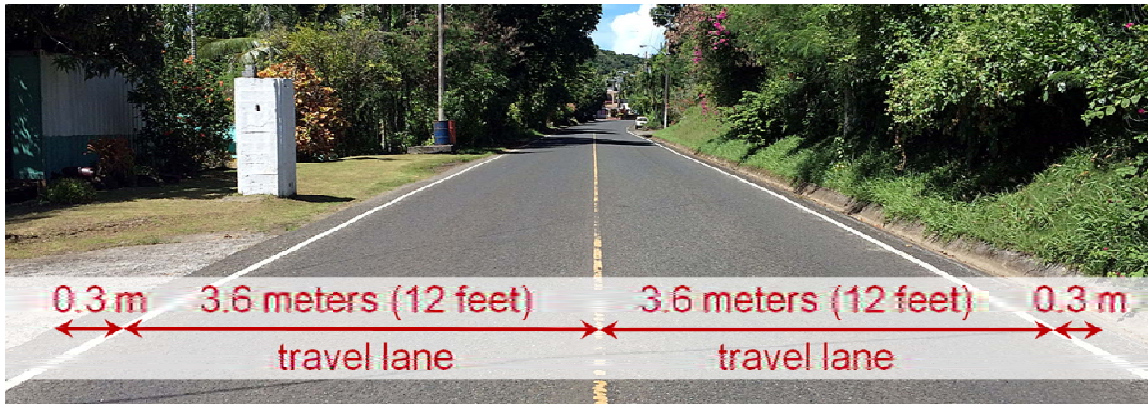 0.3 m 3.6 meters (12 feet) 3.6 meters (12 feet) 0.3 m
travel lane travel lane